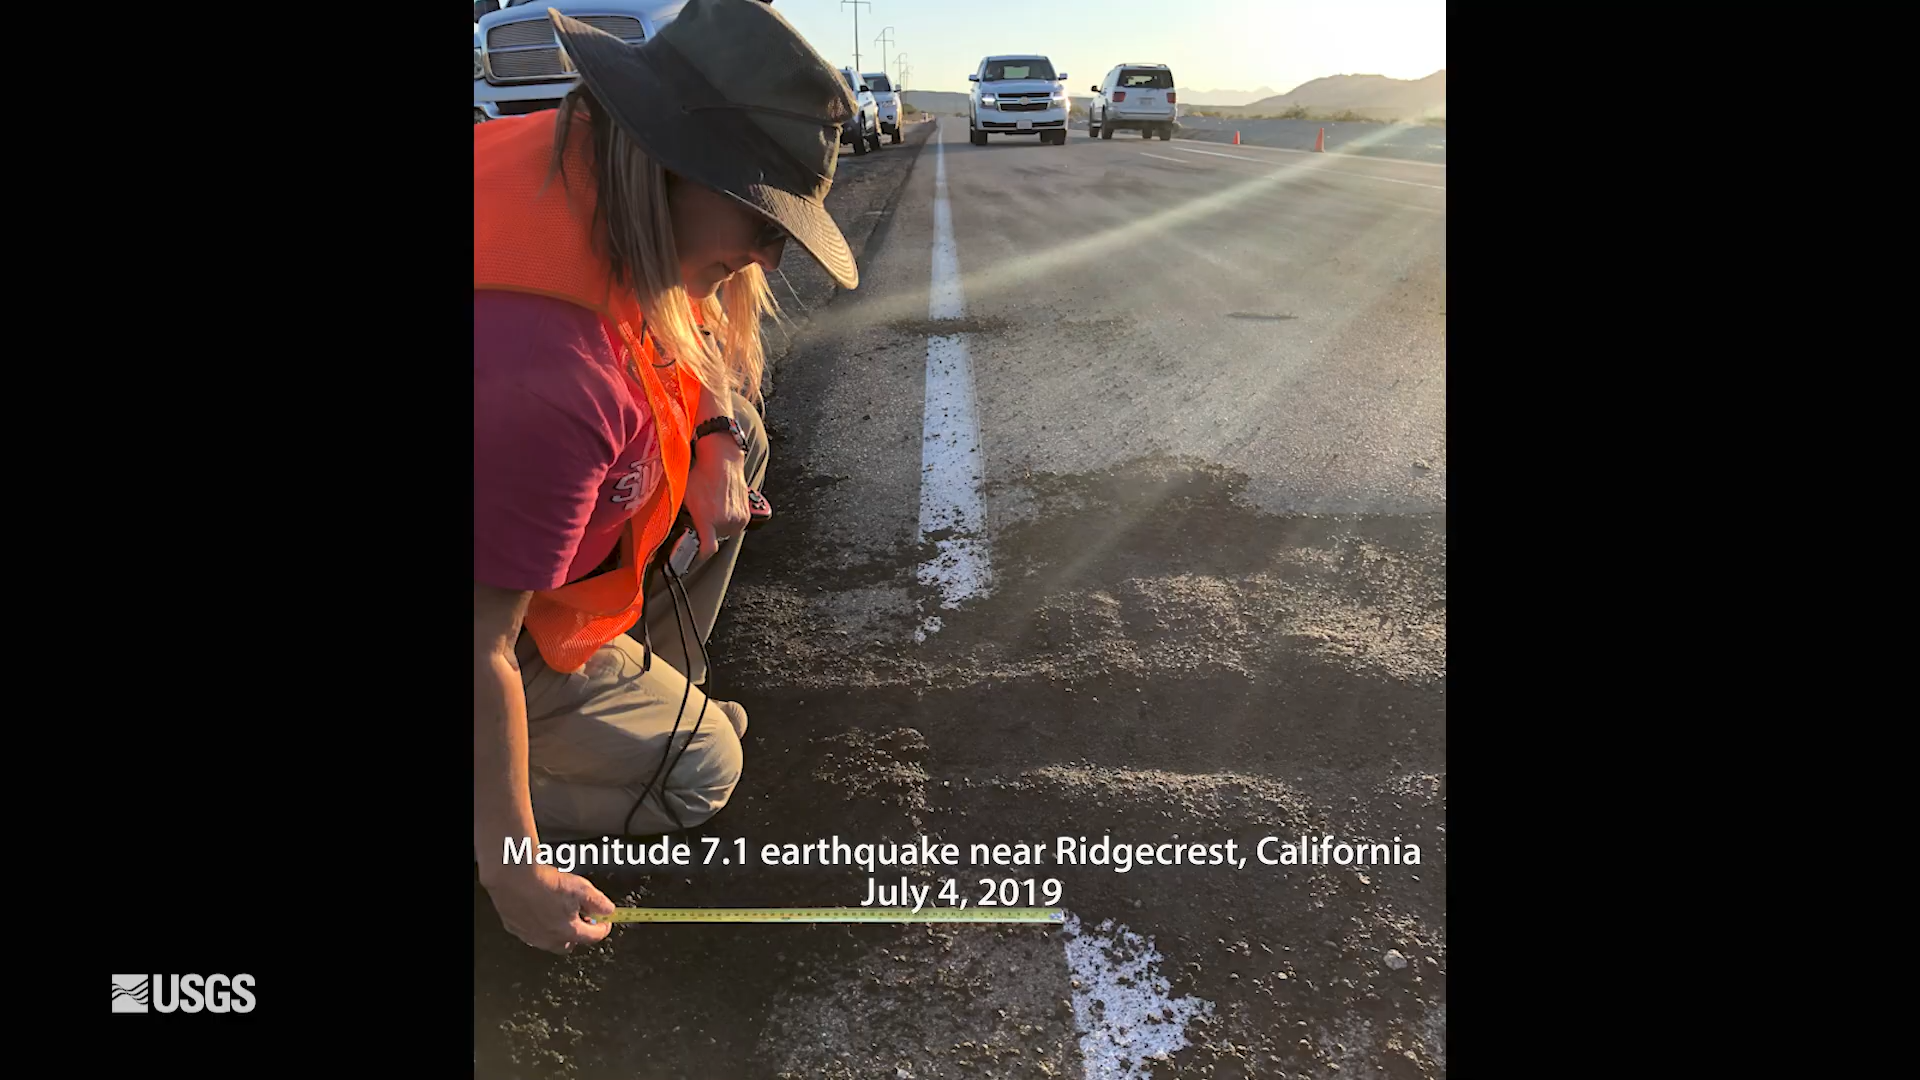 Magnitude 7.1 earthquake near Ridgecrest, California
July 4, 2019
USGS